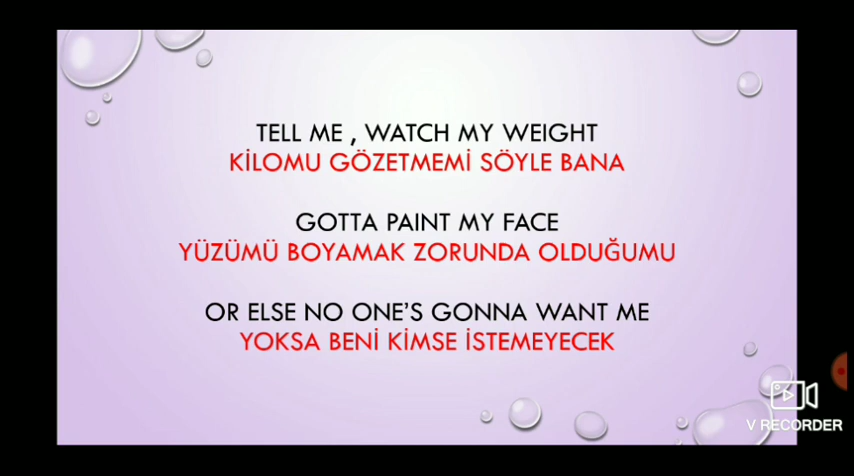 TELL ME , WATCH MY WEIGHT
KİLOMU GÖZETMEMİ SÖYLE BANA
GOTTA PAINT MY FACE
YÜZÜMÜ BOYAMAK ZORUNDA OLDUĞUMU
OR ELSE NO ONE'S GONNA WANT ME
YOKSA BENİ KİMSE İSTEMEYECEK
V RECORDER